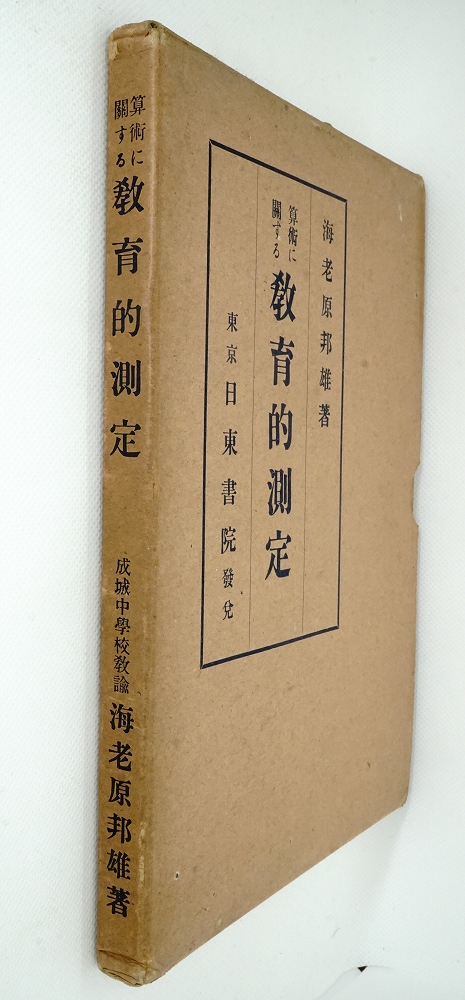 算術に
關する
教育的測定
成城中學校教諭
海老原邦雄著
海老原邦雄著
算術に
關する
教育的測定
東京日東書院發兌